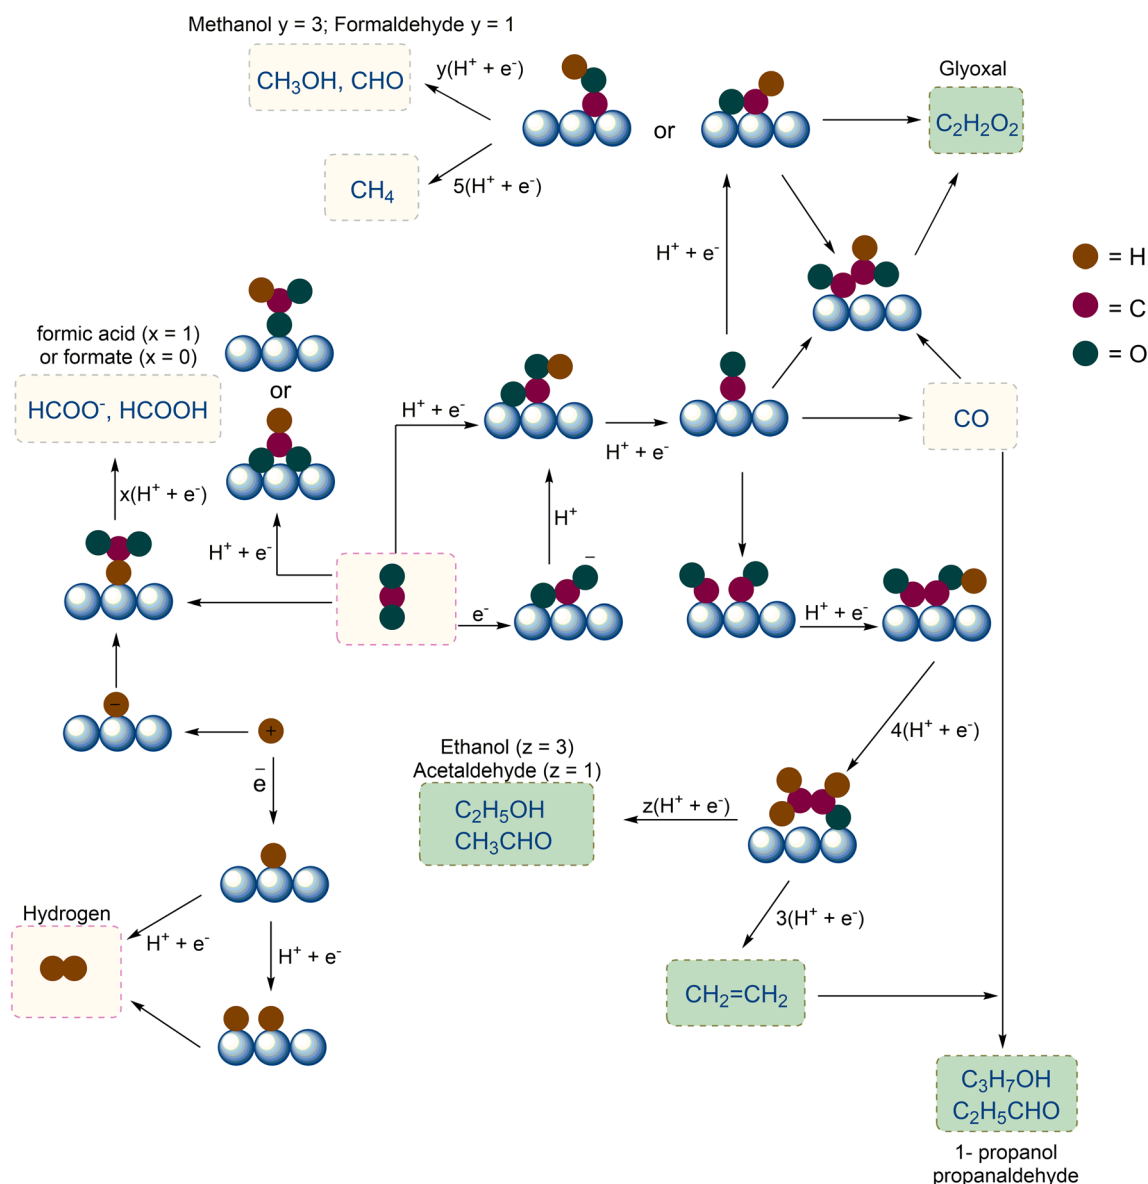 Methanol y = 3; Formaldehyde y = 1
CH₃OH, CHO
y(H⁺ + e⁻)
CH₄
5(H⁺ + e⁻)
or
Glyoxal
C₂H₂O₂
H⁺ + e⁻
= H
= C
= O
formic acid (x = 1)
or formate (x = 0)
HCOO⁻, HCOOH
or
x(H⁺ + e⁻)
H⁺ + e⁻
H⁺ + e⁻
H⁺ + e⁻
CO
H⁺
e⁻
−
H⁺ + e⁻
−
+
e̅
4(H⁺ + e⁻)
Ethanol (z = 3)
Acetaldehyde (z = 1)
C₂H₅OH
CH₃CHO
z(H⁺ + e⁻)
3(H⁺ + e⁻)
Hydrogen
H⁺ + e⁻
H⁺ + e⁻
CH₂=CH₂
C₃H₇OH
C₂H₅CHO
1- propanol
propanaldehyde